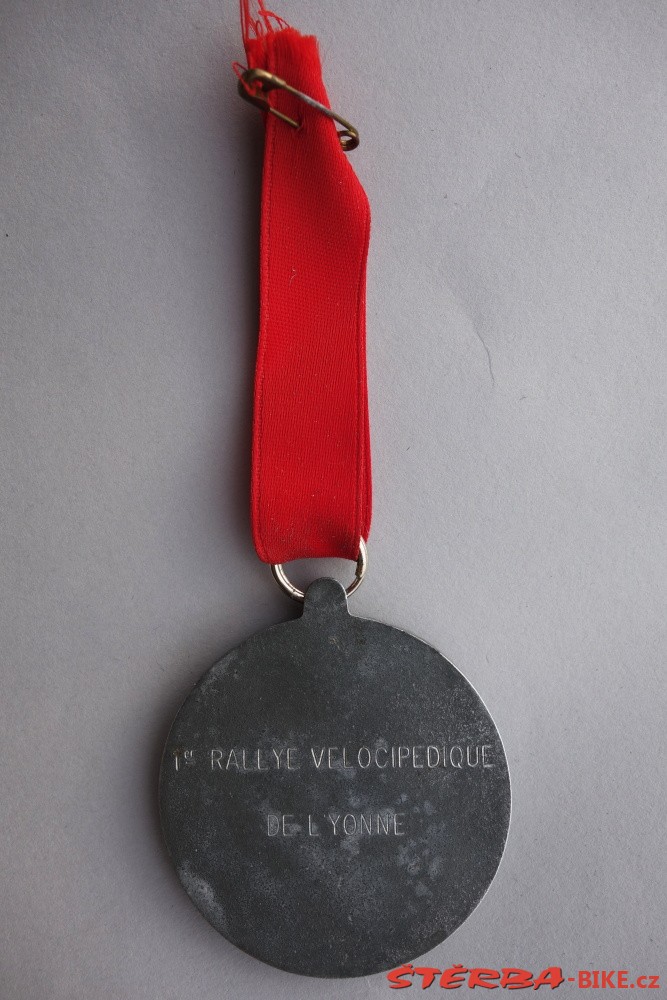 1er RALLYE VELOCIPEDIQUE
DE L'YONNE
ŠTĚRBA-BIKE.cz